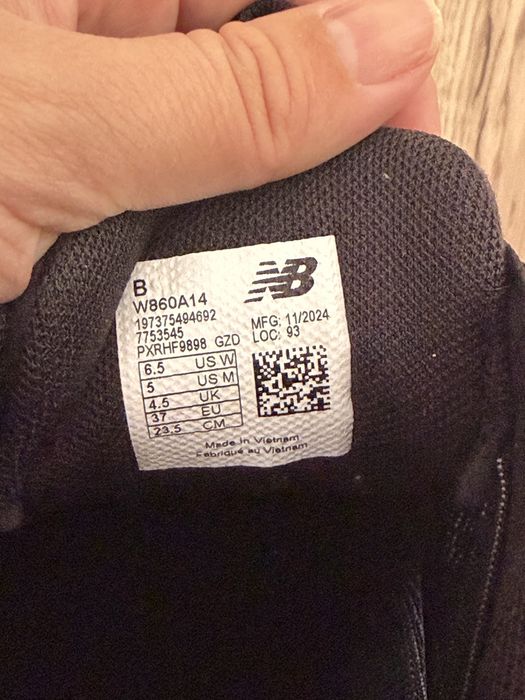 B
W860A14
197375494692
7753545
PXRHF9898 GZD
NB
MFG: 11/2024
LOC: 93
6.5 US W
5 US M
4.5 UK
37 EU
23.5 CM
Made in Vietnam
Fabriqué au Vietnam